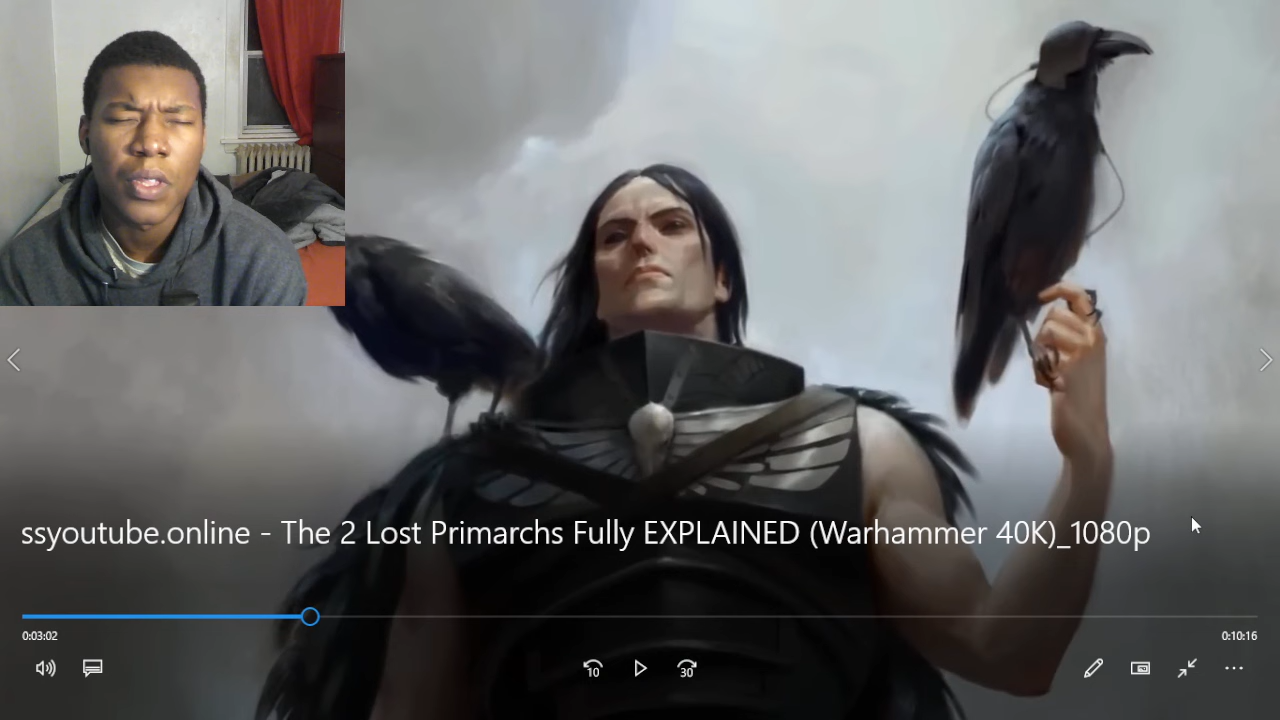 ssyoutube.online - The 2 Lost Primarchs Fully EXPLAINED (Warhammer 40K)_1080p
0:03:02
0:10:16
10
30